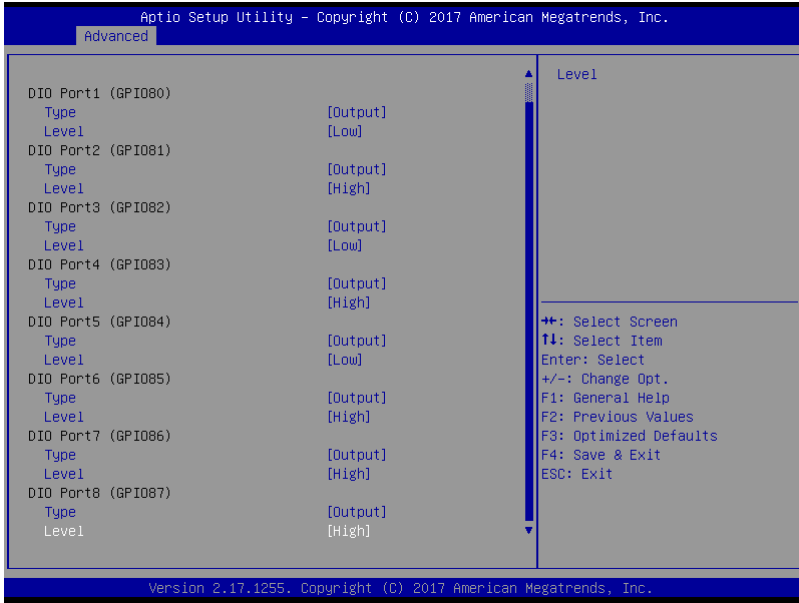 Aptio Setup Utility – Copyright (C) 2017 American Megatrends, Inc.
Advanced
DIO Port1 (GPIO80)
Type [Output]
Level [Low]
DIO Port2 (GPIO81)
Type [Output]
Level [High]
DIO Port3 (GPIO82)
Type [Output]
Level [Low]
DIO Port4 (GPIO83)
Type [Output]
Level [High]
DIO Port5 (GPIO84)
Type [Output]
Level [Low]
DIO Port6 (GPIO85)
Type [Output]
Level [High]
DIO Port7 (GPIO86)
Type [Output]
Level [High]
DIO Port8 (GPIO87)
Type [Output]
Level [High]
Level
→←: Select Screen
↑↓: Select Item
Enter: Select
+/-: Change Opt.
F1: General Help
F2: Previous Values
F3: Optimized Defaults
F4: Save & Exit
ESC: Exit
Version 2.17.1255. Copyright (C) 2017 American Megatrends, Inc.